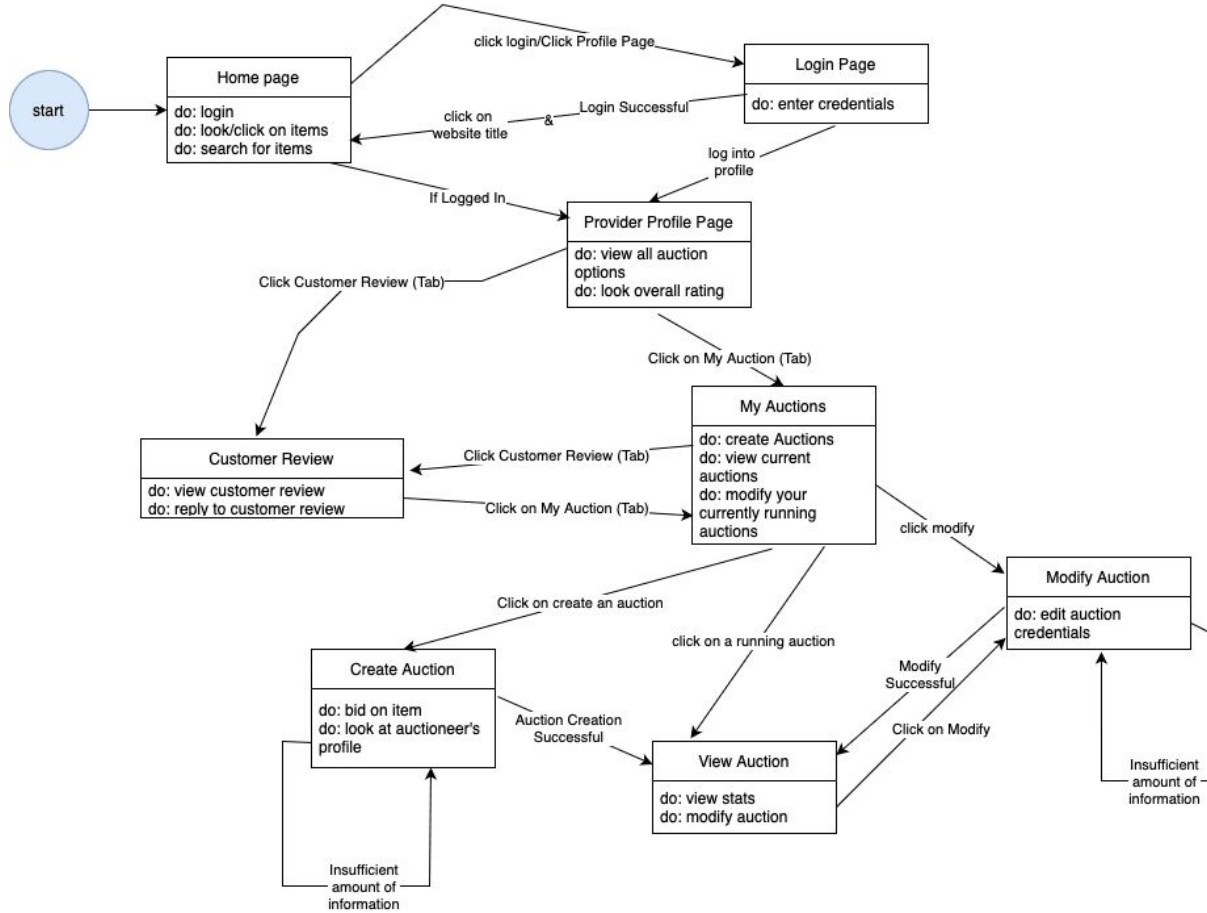 click login/Click Profile Page
Home page
Login Page
start
do: login
do: look/click on items
do: search for items
do: enter credentials
Login Successful
&
click on
website title
log into
profile
If Logged In
Provider Profile Page
do: view all auction
options
do: look overall rating
Click Customer Review (Tab)
Click on My Auction (Tab)
My Auctions
do: create Auctions
do: view current
auctions
do: modify your
currently running
auctions
Customer Review
do: view customer review
do: reply to customer review
Click Customer Review (Tab)
Click on My Auction (Tab)
click modify
Modify Auction
do: edit auction
credentials
Click on create an auction
click on a running auction
Create Auction
do: bid on item
do: look at auctioneer's
profile
Auction Creation
Successful
Modify
Successful
Click on Modify
View Auction
do: view stats
do: modify auction
Insufficient
amount of
information
Insufficient
amount of
information